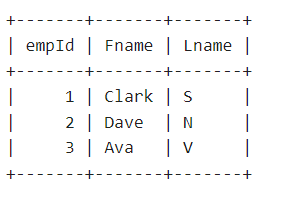 +-------+-------+-------+
| empId | Fname | Lname |
+-------+-------+-------+
|     1 | Clark | S     |
|     2 | Dave  | N     |
|     3 | Ava   | V     |
+-------+-------+-------+